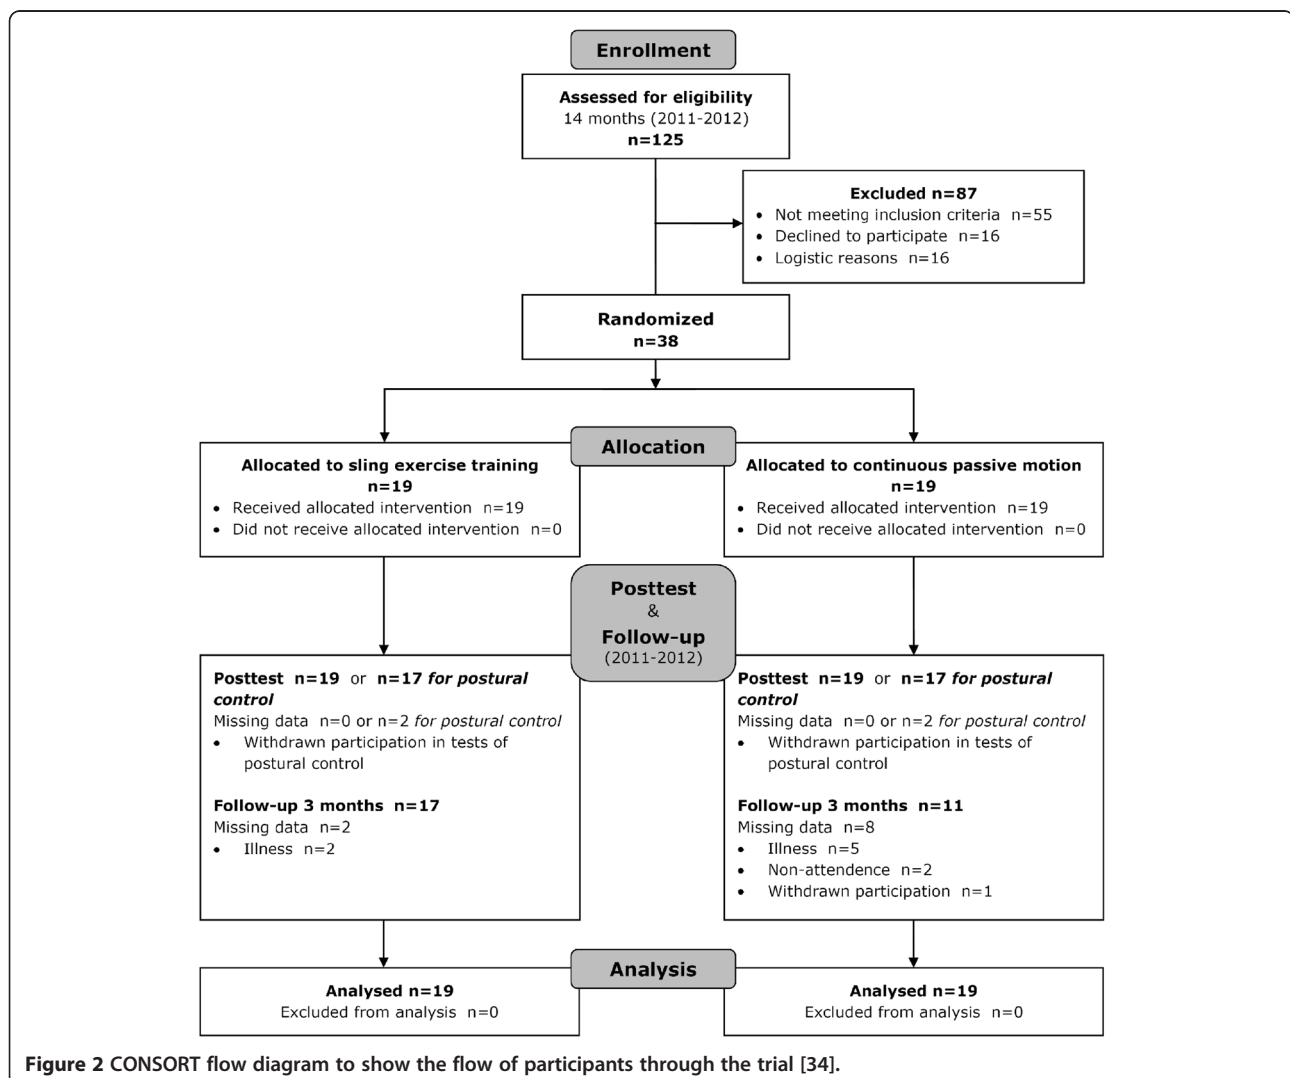 Enrollment
Assessed for eligibility
14 months (2011-2012)
n=125
Excluded n=87
• Not meeting inclusion criteria n=55
• Declined to participate n=16
• Logistic reasons n=16
Randomized
n=38
Allocation
Allocated to sling exercise training
n=19
• Received allocated intervention n=19
• Did not receive allocated intervention n=0
Allocated to continuous passive motion
n=19
• Received allocated intervention n=19
• Did not receive allocated intervention n=0
Posttest
&
Follow-up
(2011-2012)
Posttest n=19 or n=17 for postural
control
Missing data n=0 or n=2 for postural control
• Withdrawn participation in tests of
postural control
Follow-up 3 months n=17
Missing data n=2
• Illness n=2
Posttest n=19 or n=17 for postural
control
Missing data n=0 or n=2 for postural control
• Withdrawn participation in tests of
postural control
Follow-up 3 months n=11
Missing data n=8
• Illness n=5
• Non-attendence n=2
• Withdrawn participation n=1
Analysis
Analysed n=19
Excluded from analysis n=0
Analysed n=19
Excluded from analysis n=0
Figure 2 CONSORT flow diagram to show the flow of participants through the trial [34].